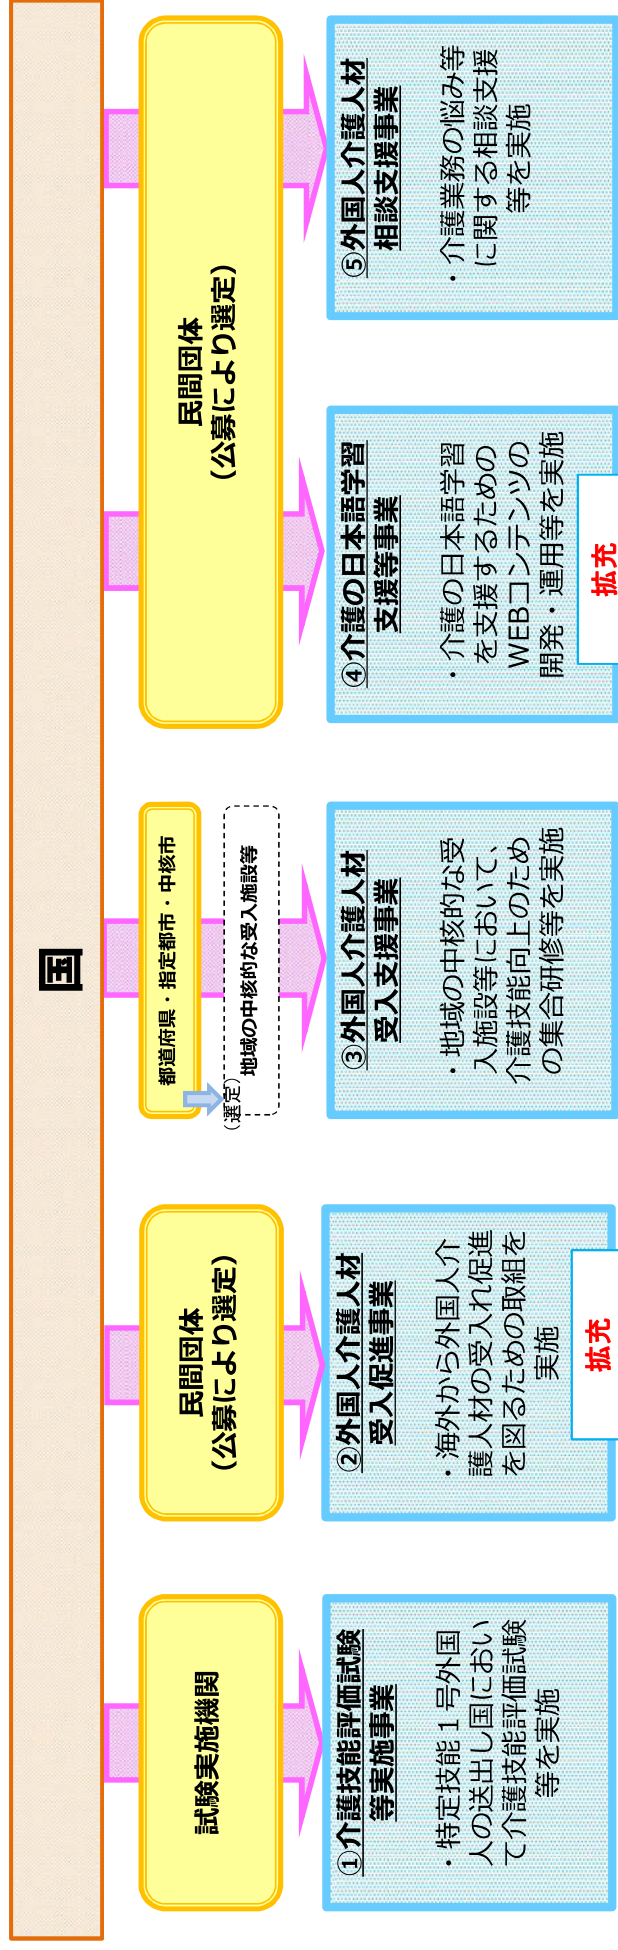 国
試験実施機関
民間団体
（公募により選定）
都道府県・指定都市・中核市
（選定）
地域の中核的な受入施設等
民間団体
（公募により選定）
①介護技能評価試験
等実施事業
・特定技能１号外国
人の送出し国におい
て介護技能評価試験
等を実施
②外国人介護人材
受入促進事業
・海外から外国人介
護人材の受入れ促進
を図るための取組を
実施
拡充
③外国人介護人材
受入支援事業
・地域の中核的な受
入施設等において、
介護技能向上のため
の集合研修等を実施
④介護の日本語学習
支援等事業
・介護の日本語学習
を支援するための
WEBコンテンツの
開発・運用等を実施
拡充
⑤外国人介護人材
相談支援事業
・介護業務の悩み等
に関する相談支援
等を実施